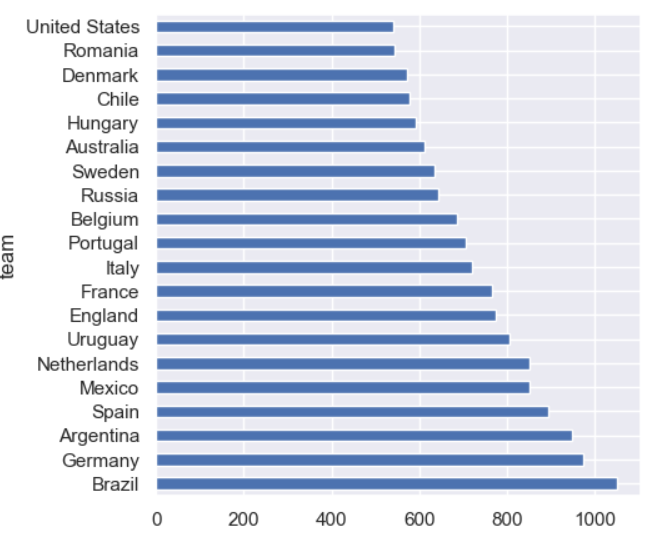 United States
Romania
Denmark
Chile
Hungary
Australia
Sweden
Russia
Belgium
Portugal
team
Italy
France
England
Uruguay
Netherlands
Mexico
Spain
Argentina
Germany
Brazil
0 200 400 600 800 1000